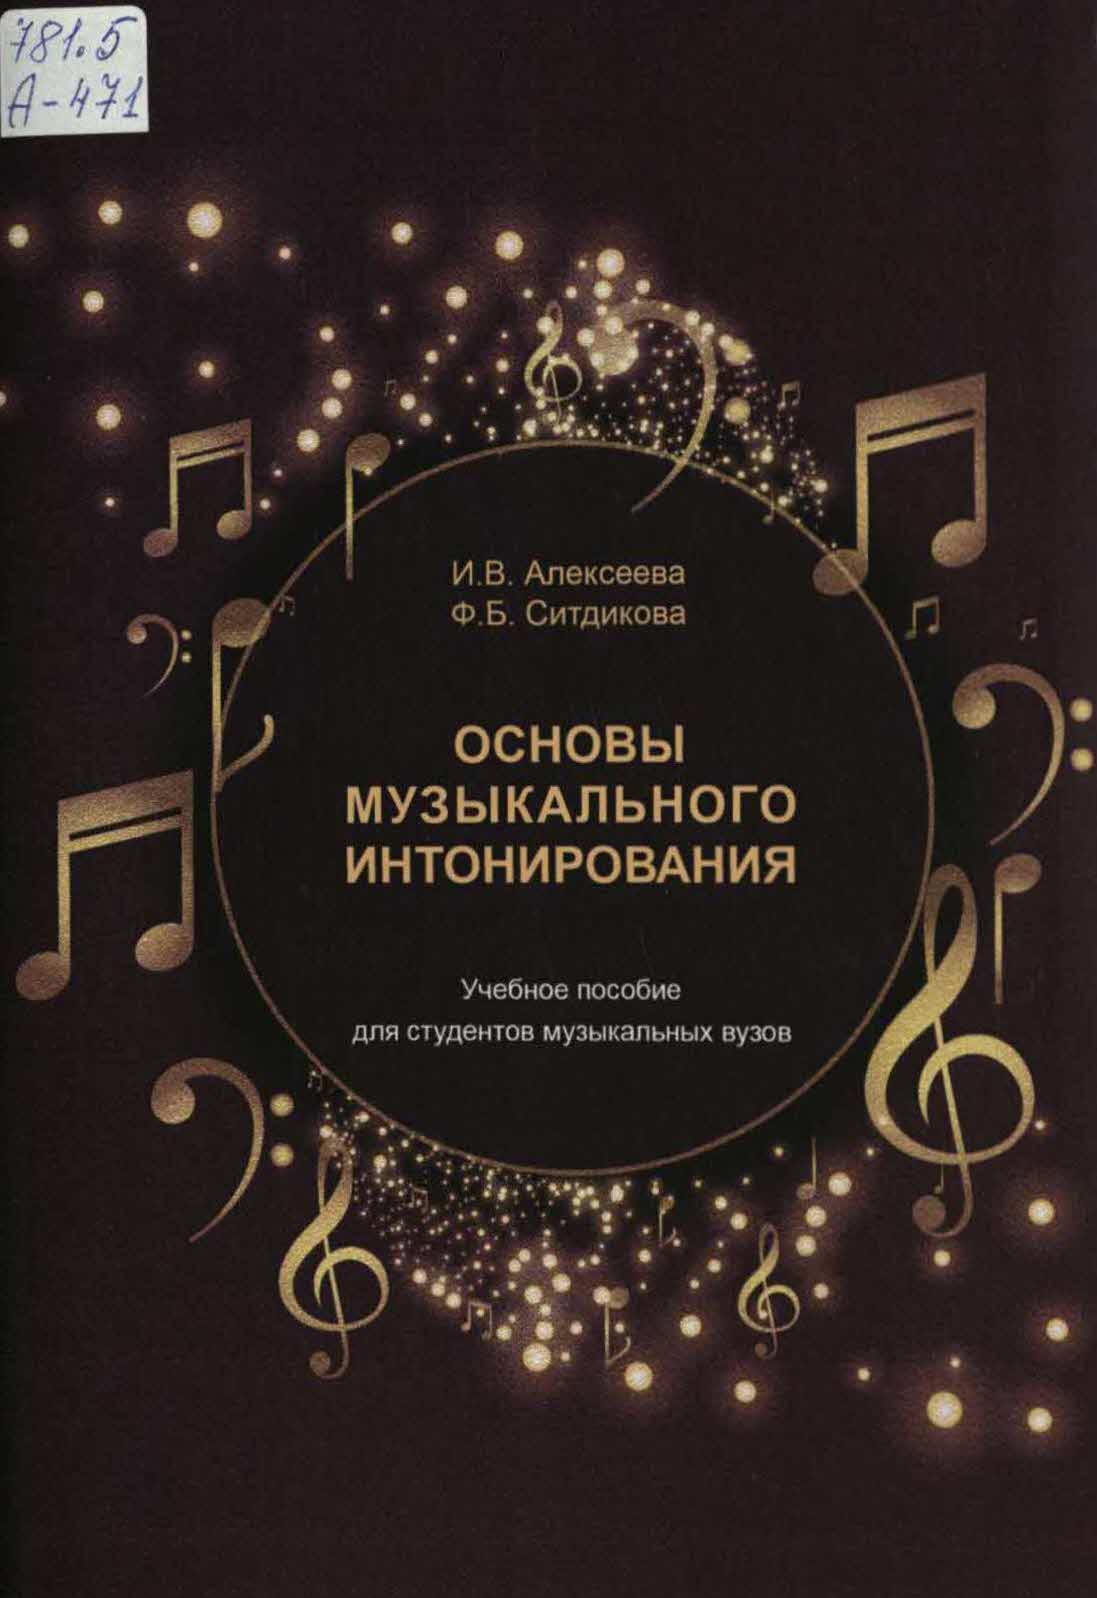 781.5
А-471
И.В. Алексеева
Ф.Б. Ситдикова
ОСНОВЫ
МУЗЫКАЛЬНОГО
ИНТОНИРОВАНИЯ
Учебное пособие
для студентов музыкальных вузов